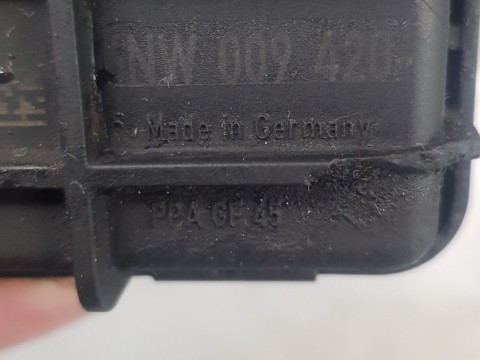 NW 009 420
Made in Germany
PPA GF 45